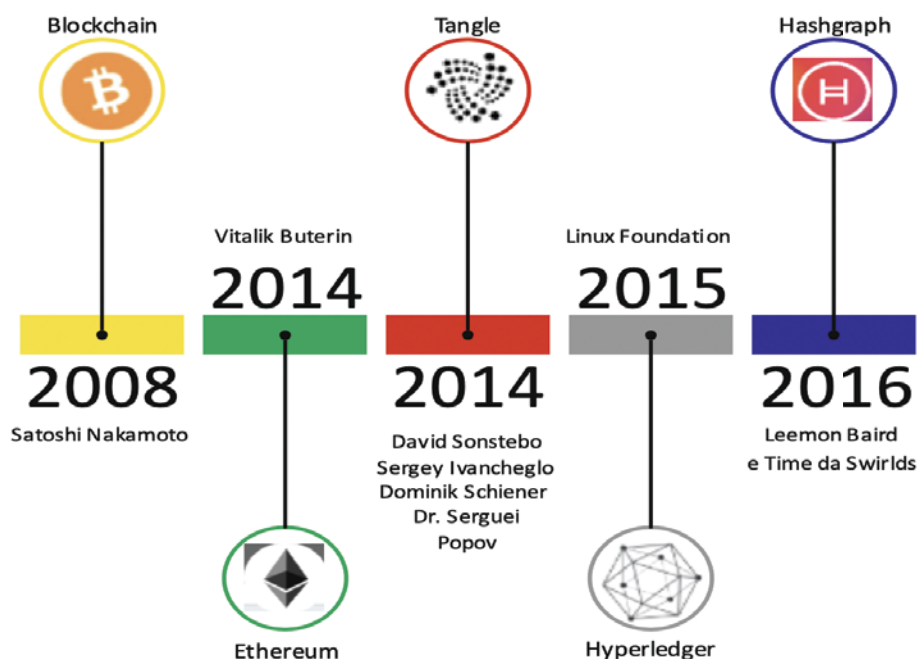 Blockchain
Tangle
Hashgraph
Vitalik Buterin
Linux Foundation
2014
2015
2008
2014
2016
Satoshi Nakamoto
David Sonstebo
Sergey Ivancheglo
Dominik Schiener
Dr. Serguei
Popov
Leemon Baird
e Time da Swirlds
Ethereum
Hyperledger